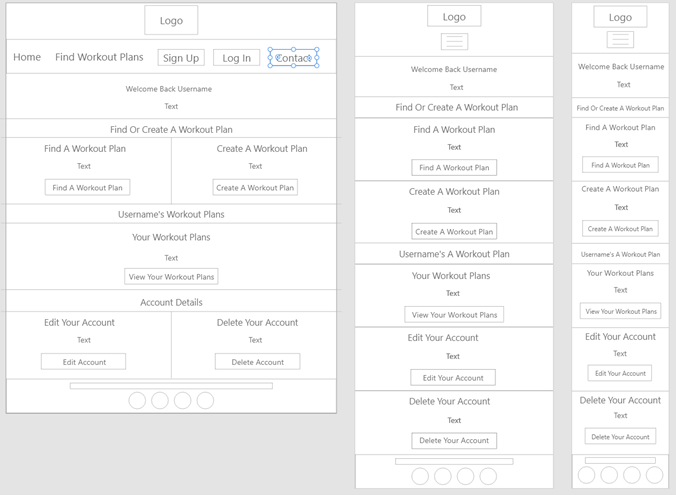 Logo
Home Find Workout Plans Sign Up Log In Contact
Welcome Back Username
Text
Find Or Create A Workout Plan
Find A Workout Plan Create A Workout Plan
Text Text
Find A Workout Plan Create A Workout Plan
Username's Workout Plans
Your Workout Plans
Text
View Your Workout Plans
Account Details
Edit Your Account Delete Your Account
Text Text
Edit Account Delete Account
Logo
Welcome Back Username
Text
Find Or Create A Workout Plan
Find A Workout Plan
Text
Find A Workout Plan
Create A Workout Plan
Text
Create A Workout Plan
Username's A Workout Plan
Your Workout Plans
Text
View Your Workout Plans
Edit Your Account
Text
Edit Your Account
Delete Your Account
Text
Delete Your Account
Logo
Welcome Back Username
Text
Find Or Create A Workout Plan
Find A Workout Plan
Text
Find A Workout Plan
Create A Workout Plan
Text
Create A Workout Plan
Username's A Workout Plan
Your Workout Plans
Text
View Your Workout Plans
Edit Your Account
Text
Edit Your Account
Delete Your Account
Text
Delete Your Account